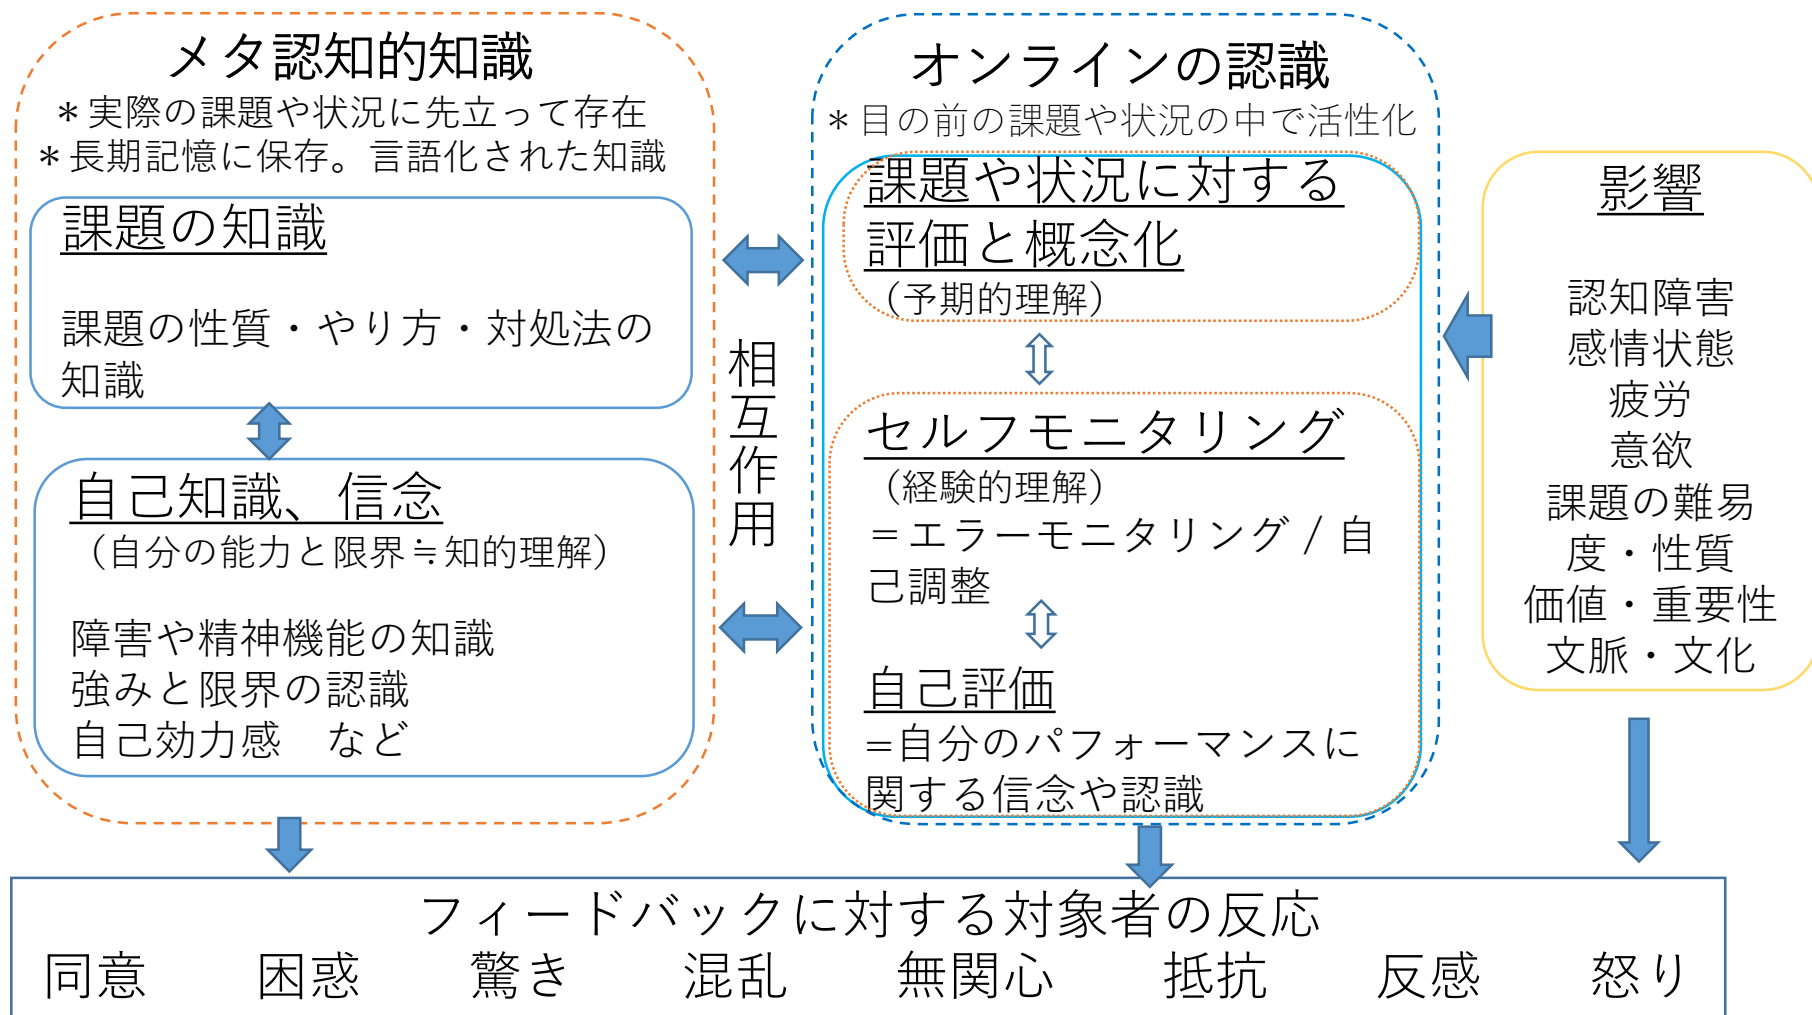 メタ認知的知識
＊実際の課題や状況に先立って存在
＊長期記憶に保存。言語化された知識
課題の知識
課題の性質・やり方・対処法の
知識
自己知識、信念
（自分の能力と限界≒知的理解）
障害や精神機能の知識
強みと限界の認識
自己効力感　など
相互作用
オンラインの認識
＊目の前の課題や状況の中で活性化
課題や状況に対する
評価と概念化
（予期的理解）
セルフモニタリング
（経験的理解）
＝エラーモニタリング / 自
己調整
自己評価
=自分のパフォーマンスに
関する信念や認識
影響
認知障害
感情状態
疲労
意欲
課題の難易
度・性質
価値・重要性
文脈・文化
フィードバックに対する対象者の反応
同意　困惑　驚き　混乱　無関心　抵抗　反感　怒り